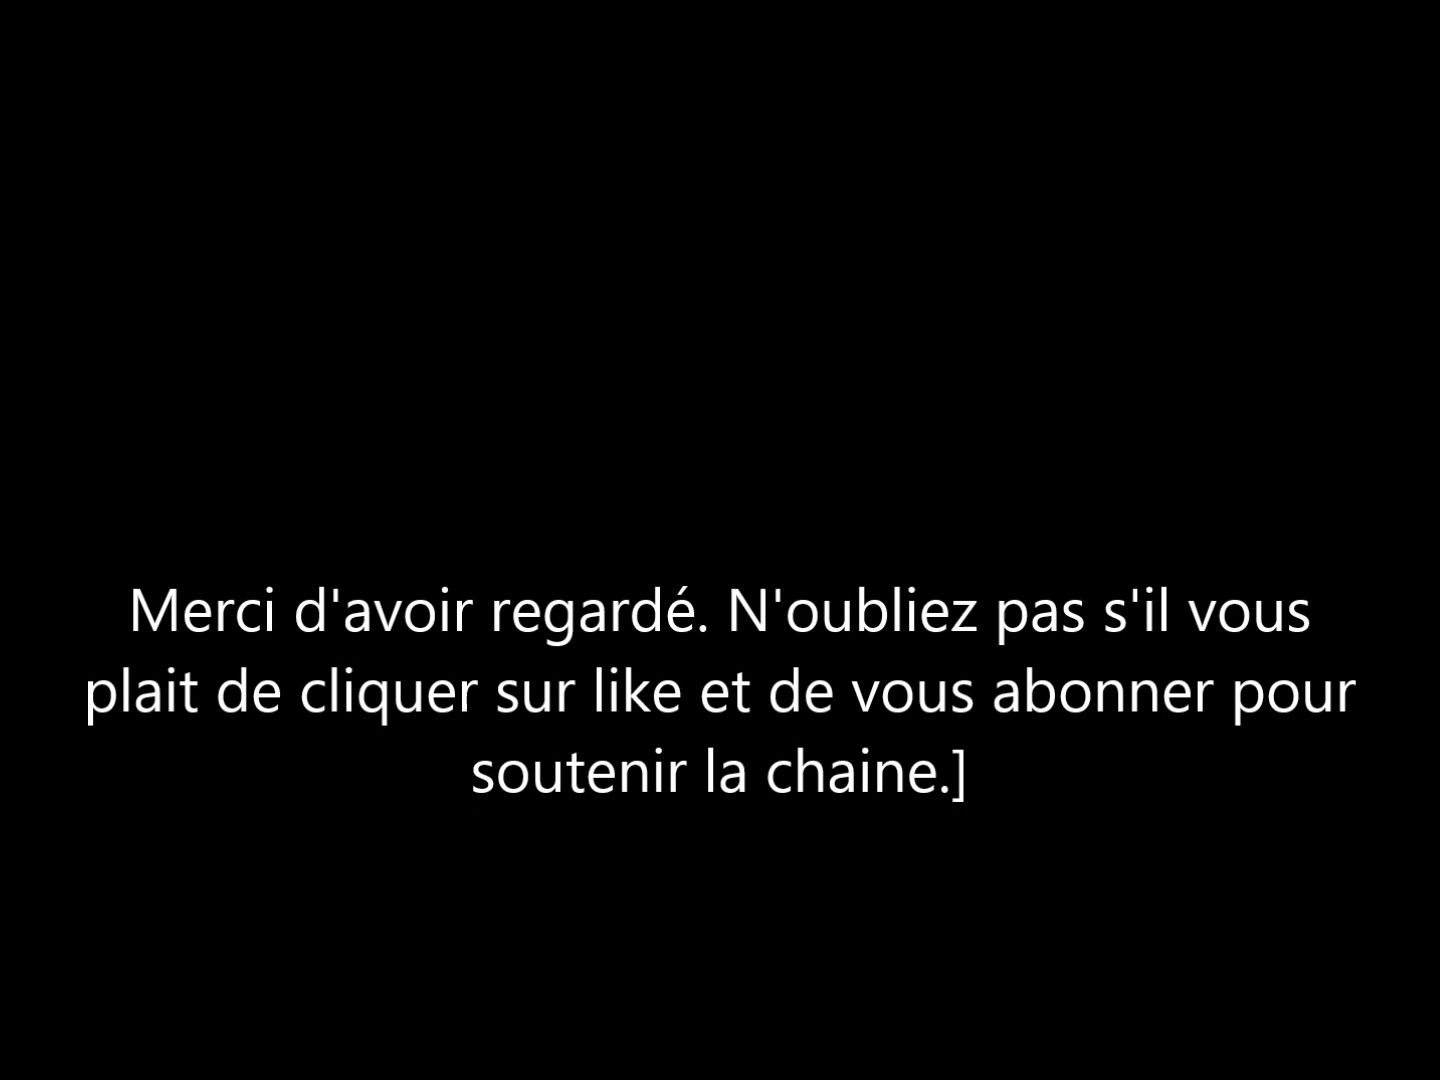 Merci d'avoir regardé. N'oubliez pas s'il vous
plait de cliquer sur like et de vous abonner pour
soutenir la chaine.]